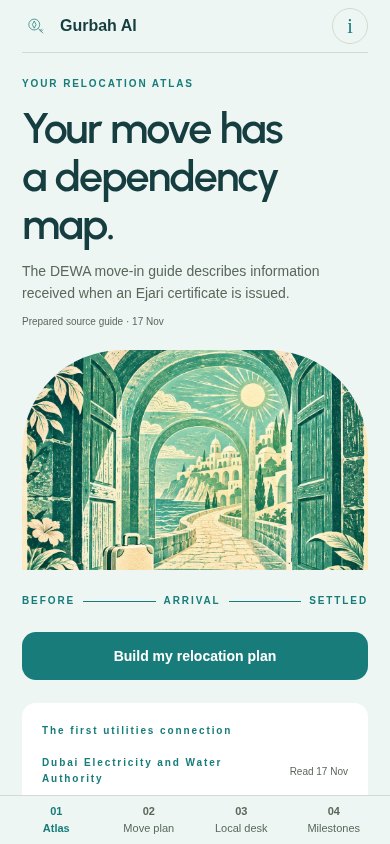 Gurbah AI
i
YOUR RELOCATION ATLAS
Your move has
a dependency
map.
The DEWA move-in guide describes information
received when an Ejari certificate is issued.
Prepared source guide · 17 Nov
BEFORE ARRIVAL SETTLED
Build my relocation plan
The first utilities connection
Dubai Electricity and Water
Authority
Read 17 Nov
01 02 03 04
Atlas Move plan Local desk Milestones